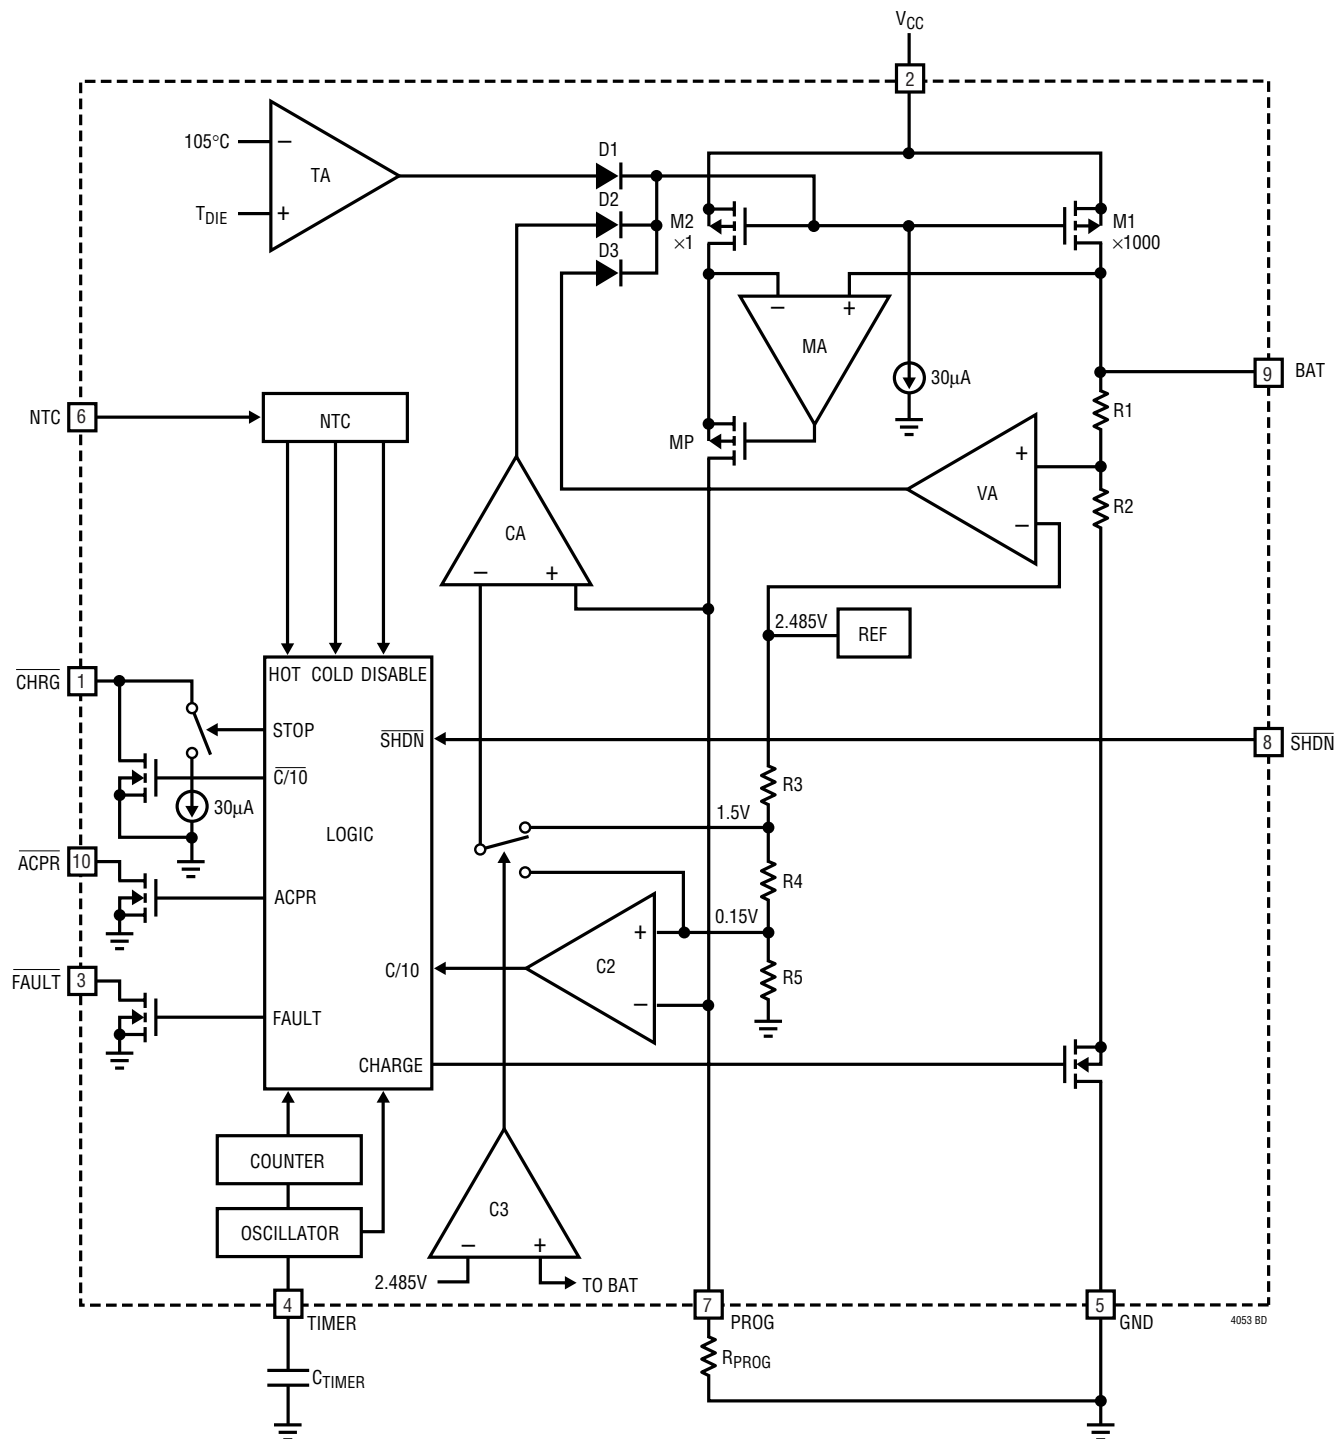 VCC
2
105°C
−
TA
TDIE
+
D1
D2
D3
M2
×1
M1
×1000
−
+
MA
30µA
9
BAT
NTC
6
NTC
MP
R1
+
VA
−
R2
CA
−
+
2.485V
REF
CHRG
1
HOT
COLD
DISABLE
STOP
SHDN
8
SHDN
C/10
30µA
LOGIC
R3
1.5V
ACPR
10
ACPR
R4
0.15V
+
C2
−
C/10
R5
FAULT
3
FAULT
CHARGE
COUNTER
OSCILLATOR
C3
−
+
2.485V
TO BAT
4
TIMER
7
PROG
5
GND
4053 BD
RPROG
CTIMER